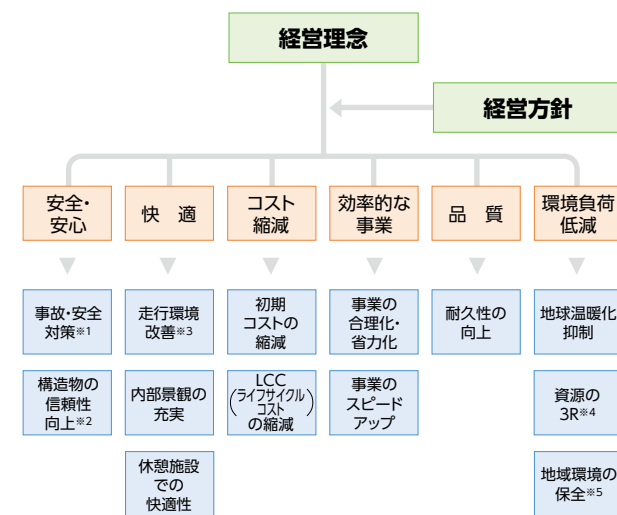 経営理念
経営方針
安全・
安心
快　適
コスト
縮減
効率的な
事業
品　質
環境負荷
低減
事故・安全
対策※1
走行環境
改善※3
初期
コストの
縮減
事業の
合理化・
省力化
耐久性の
向上
地球温暖化
抑制
構造物の
信頼性
向上※2
内部景観の
充実
LCC
(ライフサイクル
コスト)
の縮減
事業の
スピード
アップ
資源の
3R※4
休憩施設
での
快適性
地域環境の
保全※5